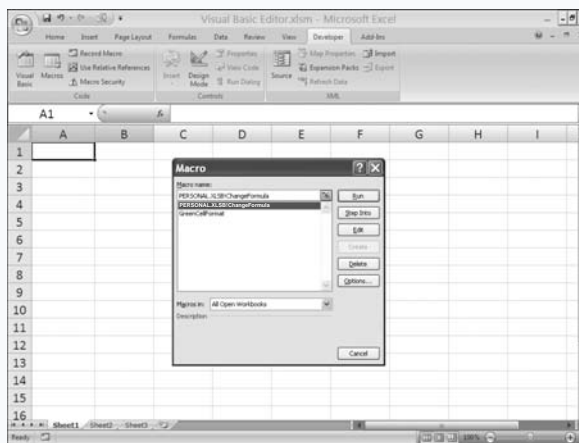 Visual Basic Editor.xlsm - Microsoft Excel
Home Insert Page Layout Formulas Data Review View Developer Add-Ins
Visual Basic
Macros
Record Macro
Use Relative References
Macro Security
Code
Insert
Design Mode
Properties
View Code
Run Dialog
Controls
Source
Map Properties
Expansion Packs
Refresh Data
Import
Export
XML
A1
A B C D E F G H I
1
2
3
4
5
6
7
8
9
10
11
12
13
14
15
16
Macro
Macro name:
PERSONAL.XLSB!ChangeFormula
PERSONAL.XLSB!ChangeFormula
GreenCellFormat
Run
Step Into
Edit
Create
Delete
Options...
Macros in: All Open Workbooks
Description
Cancel
Sheet1 Sheet2 Sheet3
Ready 100%